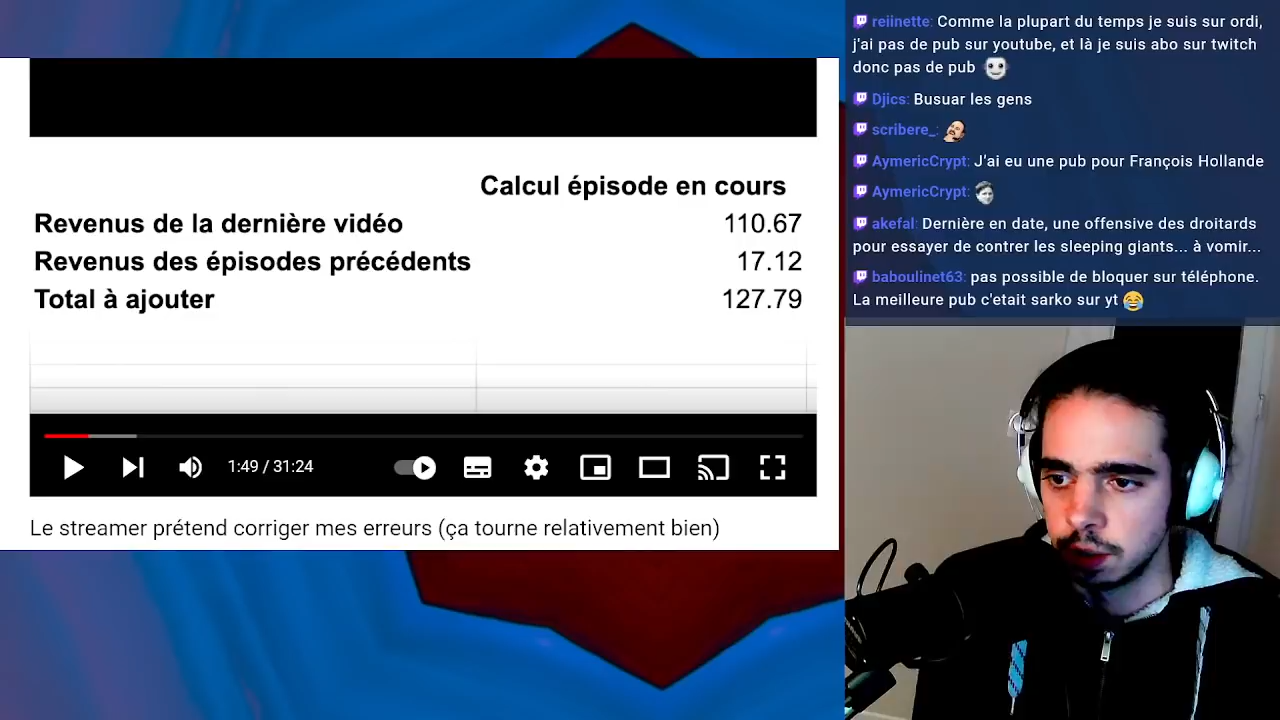 Calcul épisode en cours
Revenus de la dernière vidéo 110.67
Revenus des épisodes précédents 17.12
Total à ajouter 127.79
1:49 / 31:24
Le streamer prétend corriger mes erreurs (ça tourne relativement bien)
reiinette: Comme la plupart du temps je suis sur ordi,
j'ai pas de pub sur youtube, et là je suis abo sur twitch
donc pas de pub
Djics: Busuar les gens
scribere_:
AymericCrypt: J'ai eu une pub pour François Hollande
AymericCrypt:
akefal: Dernière en date, une offensive des droitards
pour essayer de contrer les sleeping giants... à vomir...
baboulinet63: pas possible de bloquer sur téléphone.
La meilleure pub c'etait sarko sur yt 😂